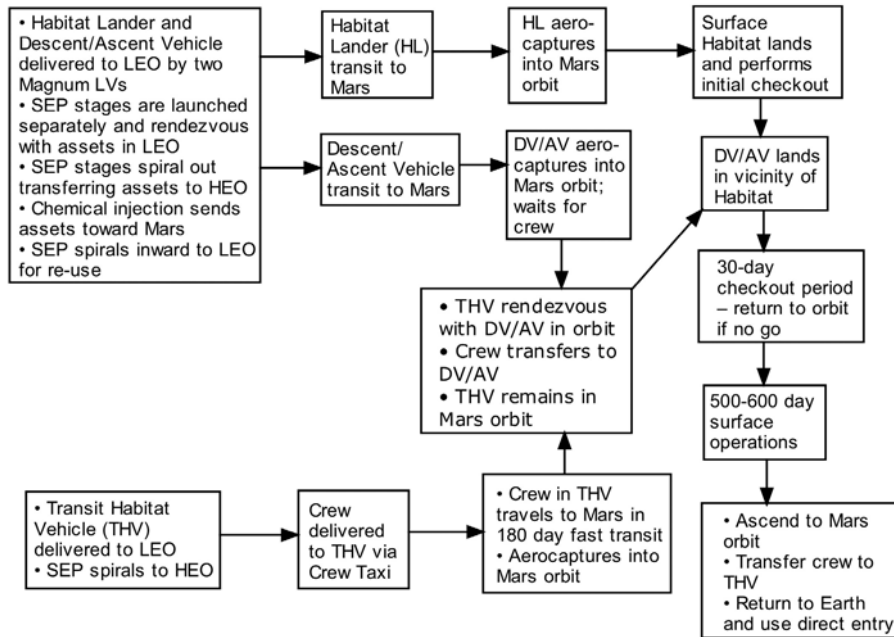 • Habitat Lander and
Descent/Ascent Vehicle
delivered to LEO by two
Magnum LVs
• SEP stages are launched
separately and rendezvous
with assets in LEO
• SEP stages spiral out
transferring assets to HEO
• Chemical injection sends
assets toward Mars
• SEP spirals inward to LEO
for re-use
Habitat
Lander (HL)
transit to
Mars
HL aero-
captures
into Mars
orbit
Surface
Habitat lands
and performs
initial checkout
Descent/
Ascent Vehicle
transit to Mars
DV/AV aero-
captures into
Mars orbit;
waits for
crew
DV/AV lands
in vicinity of
Habitat
• THV rendezvous
with DV/AV in orbit
• Crew transfers to
DV/AV
• THV remains in
Mars orbit
30-day
checkout period
– return to orbit
if no go
500-600 day
surface
operations
• Transit Habitat
Vehicle (THV)
delivered to LEO
• SEP spirals to HEO
Crew
delivered
to THV via
Crew Taxi
• Crew in THV
travels to Mars in
180 day fast transit
• Aerocaptures into
Mars orbit
• Ascend to Mars
orbit
• Transfer crew to
THV
• Return to Earth
and use direct entry